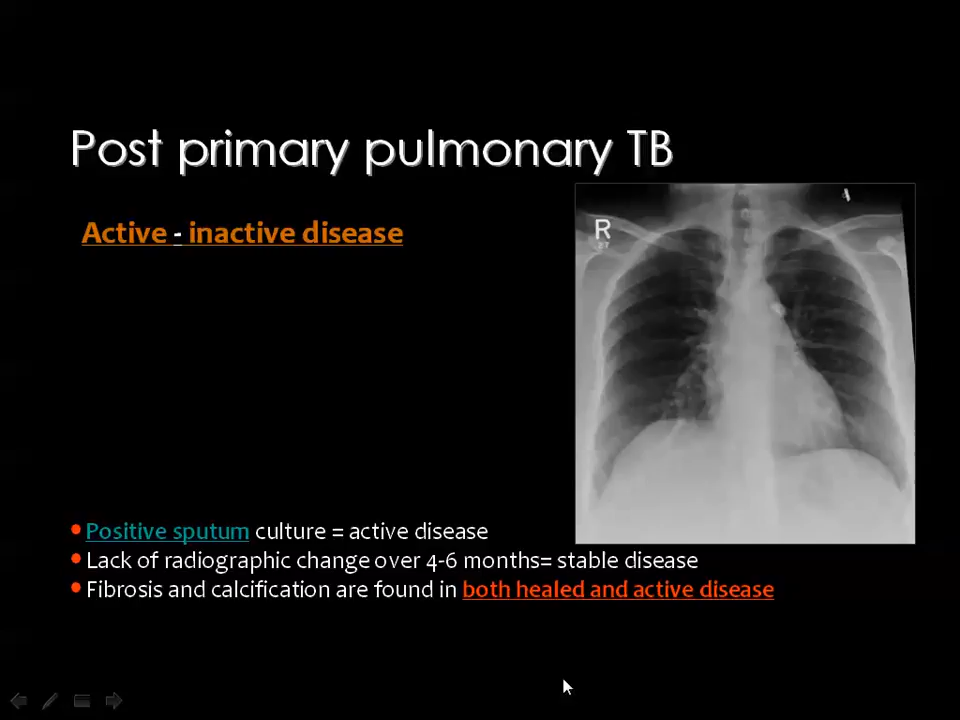 Post primary pulmonary TB
Active - inactive disease
R
• Positive sputum culture = active disease
• Lack of radiographic change over 4-6 months= stable disease
• Fibrosis and calcification are found in both healed and active disease